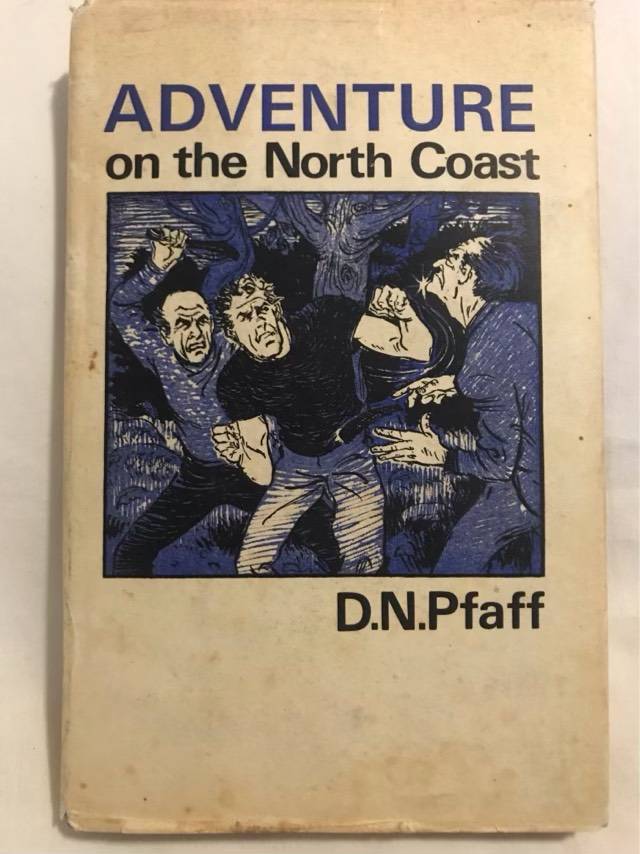 ADVENTURE
on the North Coast
D.N.Pfaff